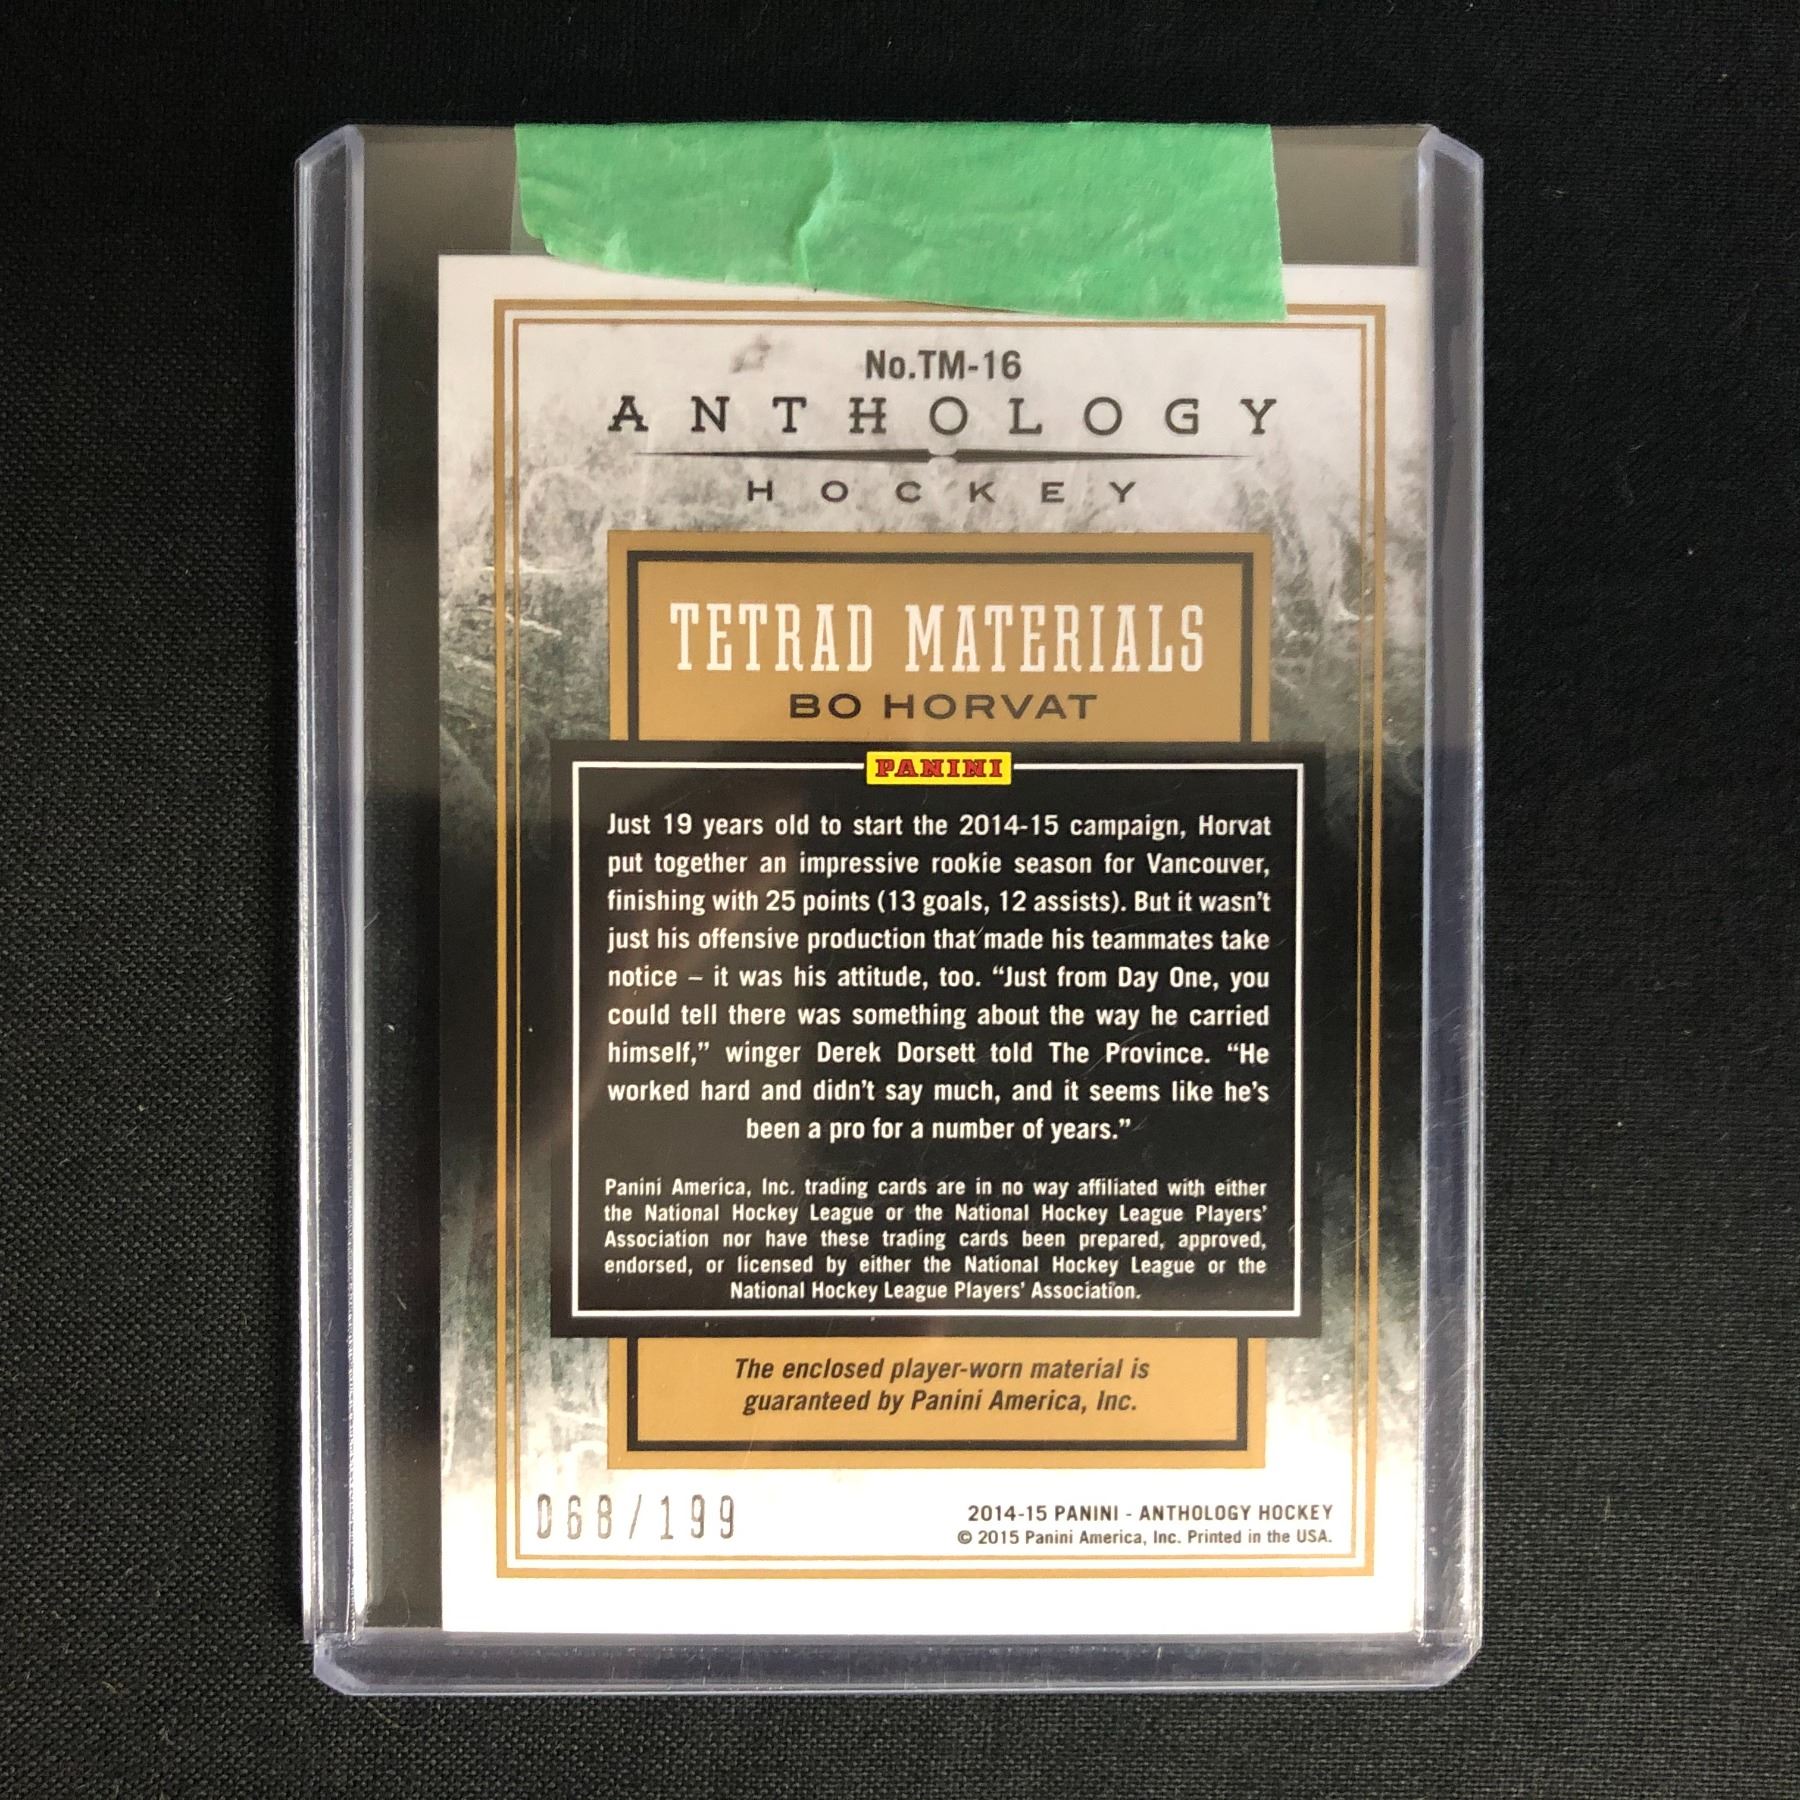 No.TM-16
ANTHOLOGY
HOCKEY
TETRAD MATERIALS
BO HORVAT
PANINI
Just 19 years old to start the 2014-15 campaign, Horvat
put together an impressive rookie season for Vancouver,
finishing with 25 points (13 goals, 12 assists). But it wasn't
just his offensive production that made his teammates take
notice – it was his attitude, too. “Just from Day One, you
could tell there was something about the way he carried
himself,” winger Derek Dorsett told The Province. “He
worked hard and didn't say much, and it seems like he's
been a pro for a number of years.”
Panini America, Inc. trading cards are in no way affiliated with either
the National Hockey League or the National Hockey League Players'
Association nor have these trading cards been prepared, approved,
endorsed, or licensed by either the National Hockey League or the
National Hockey League Players' Association.
The enclosed player-worn material is
guaranteed by Panini America, Inc.
068/199
2014-15 PANINI - ANTHOLOGY HOCKEY
© 2015 Panini America, Inc. Printed in the USA.